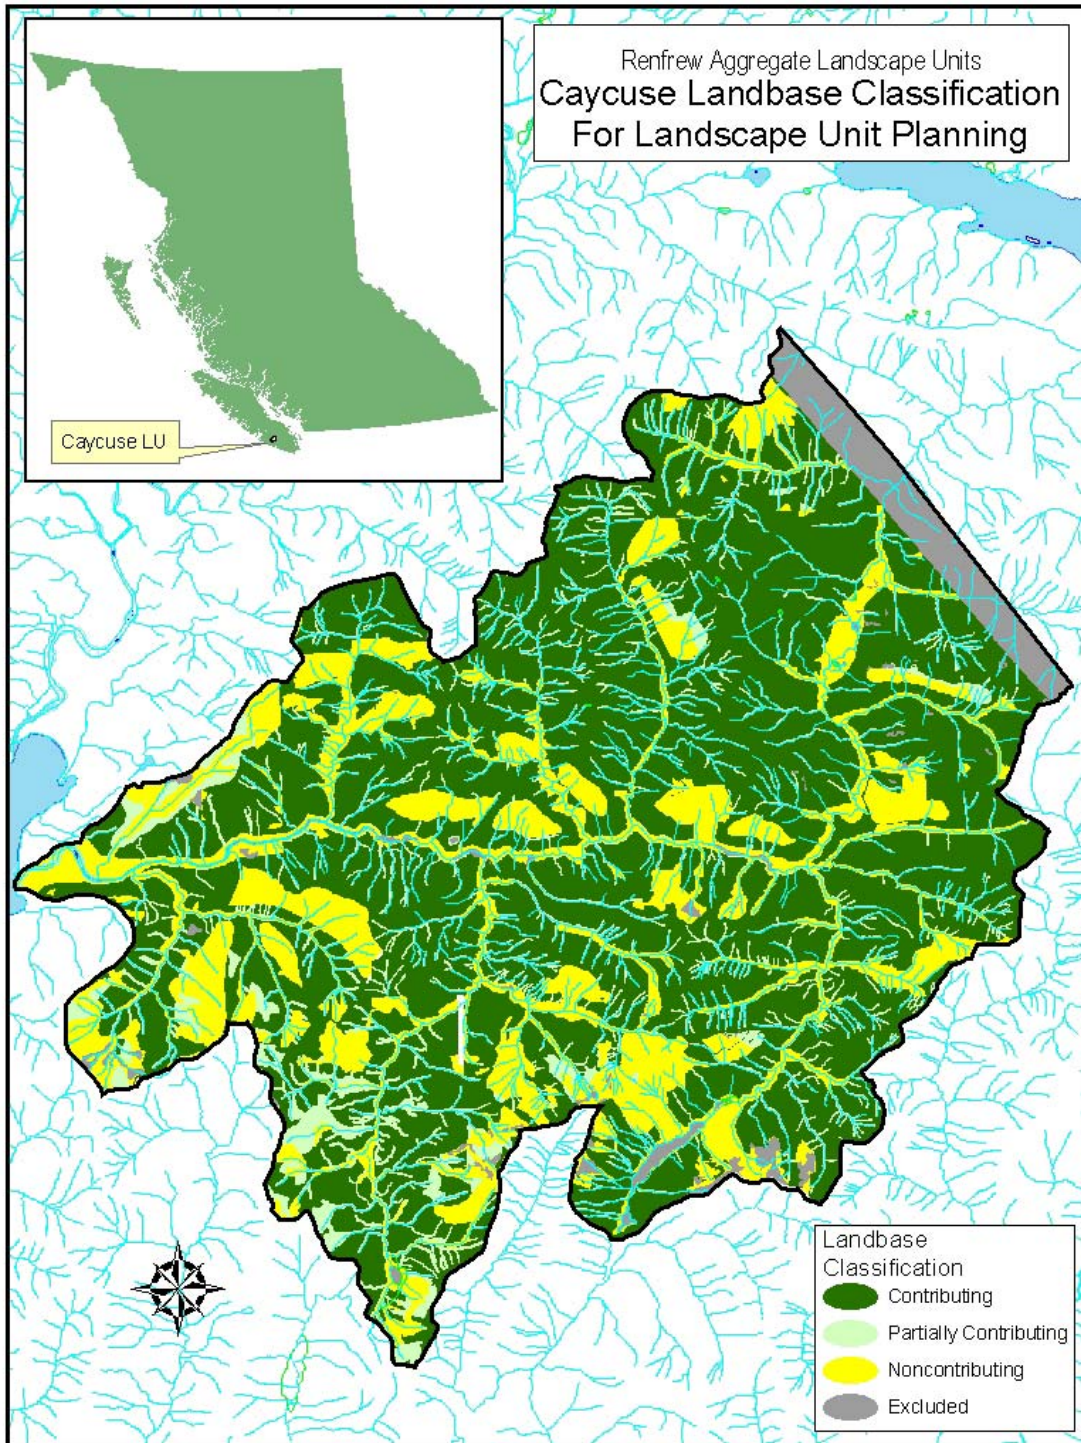 Renfrew Aggregate Landscape Units
Caycuse Landbase Classification
For Landscape Unit Planning
Caycuse LU
Landbase
Classification
Contributing
Partially Contributing
Noncontributing
Excluded